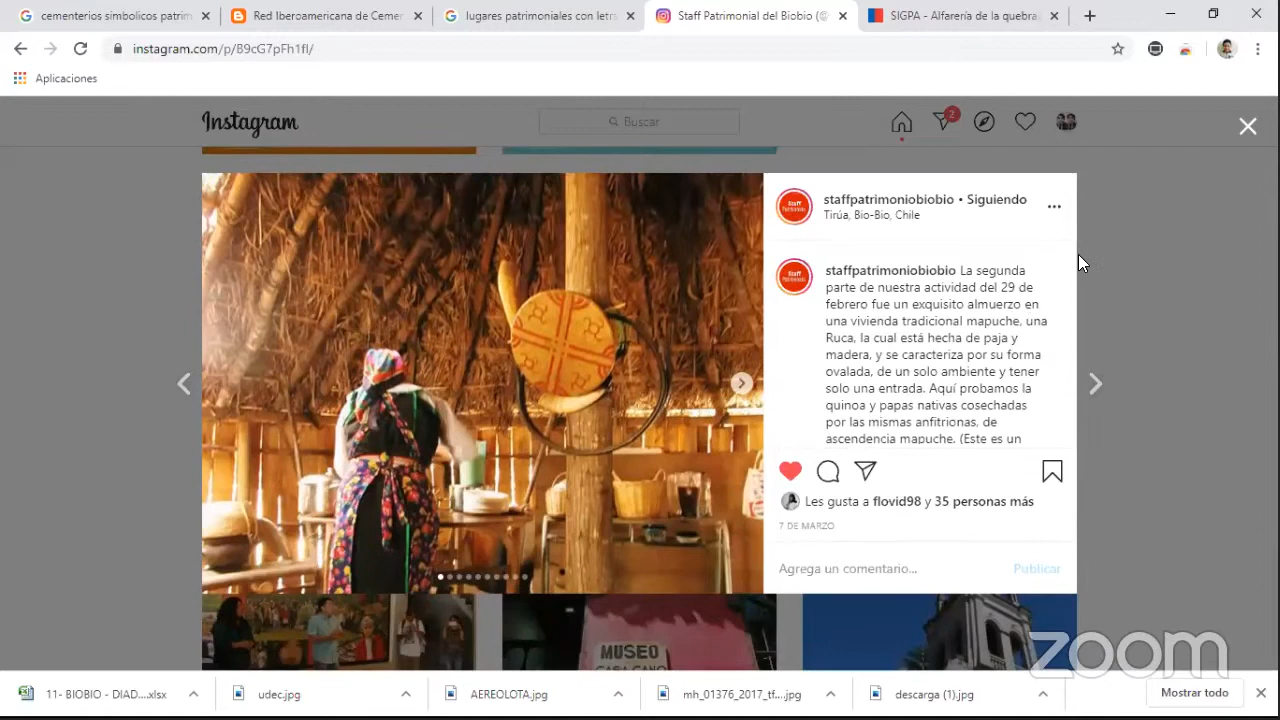 cementerios simbolicos patrim
Red Iberoamericana de Cemer
lugares patrimoniales con letra
Staff Patrimonial del Biobio (@
SIGPA - Alfarería de la quebra
instagram.com/p/B9cG7pFh1fI/
Aplicaciones
Instagram
Buscar
2
staffpatrimoniobiobio • Siguiendo
Tirúa, Bio-Bio, Chile
Staff
Patrimonial
staffpatrimoniobiobio La segunda
parte de nuestra actividad del 29 de
febrero fue un exquisito almuerzo en
una vivienda tradicional mapuche, una
Ruca, la cual está hecha de paja y
madera, y se caracteriza por su forma
ovalada, de un solo ambiente y tener
solo una entrada. Aquí probamos la
quinoa y papas nativas cosechadas
por las mismas anfitrionas, de
ascendencia mapuche. (Este es un
Les gusta a flovid98 y 35 personas más
7 DE MARZO
Agrega un comentario...
Publicar
MUSEO
CASA CANO
zoom
11- BIOBIO - DIAD....xlsx
udec.jpg
AEREOLOTA.jpg
mh_01376_2017_tf....jpg
descarga (1).jpg
Mostrar todo